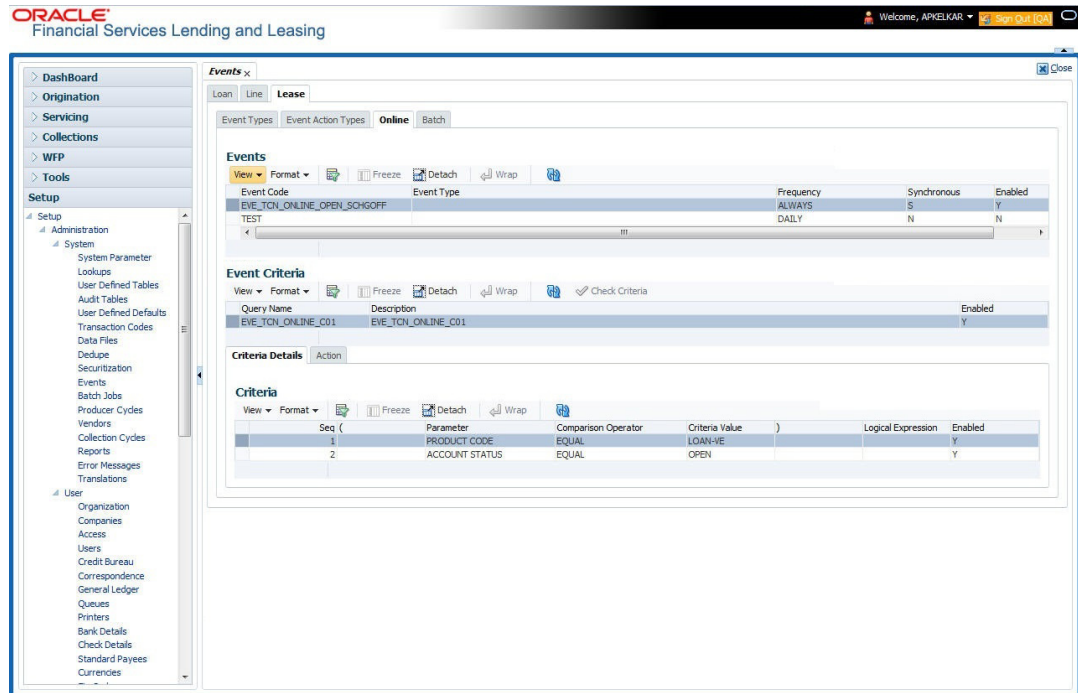 ORACLE
Financial Services Lending and Leasing
Welcome, APKELKAR
Sign Out [QA]
Close
DashBoard
Origination
Servicing
Collections
WFP
Tools
Setup
Setup
Administration
System
System Parameter
Lookups
User Defined Tables
Audit Tables
User Defined Defaults
Transaction Codes
Data Files
Dedupe
Securitization
Events
Batch Jobs
Producer Cycles
Vendors
Collection Cycles
Reports
Error Messages
Translations
User
Organization
Companies
Access
Users
Credit Bureau
Correspondence
General Ledger
Queues
Printers
Bank Details
Check Details
Standard Payees
Currencies
Events
Loan Line Lease
Event Types Event Action Types Online Batch
Events
View Format Freeze Detach Wrap
Event Code Event Type Frequency Synchronous Enabled
EVE_TCN_ONLINE_OPEN_SCHGOFF ALWAYS S Y
TEST DAILY N N
Event Criteria
View Format Freeze Detach Wrap Check Criteria
Query Name Description Enabled
EVE_TCN_ONLINE_C01 EVE_TCN_ONLINE_C01 Y
Criteria Details Action
Criteria
View Format Freeze Detach Wrap
Seq ( Parameter Comparison Operator Criteria Value ) Logical Expression Enabled
1 PRODUCT CODE EQUAL LOAN-VE Y
2 ACCOUNT STATUS EQUAL OPEN Y